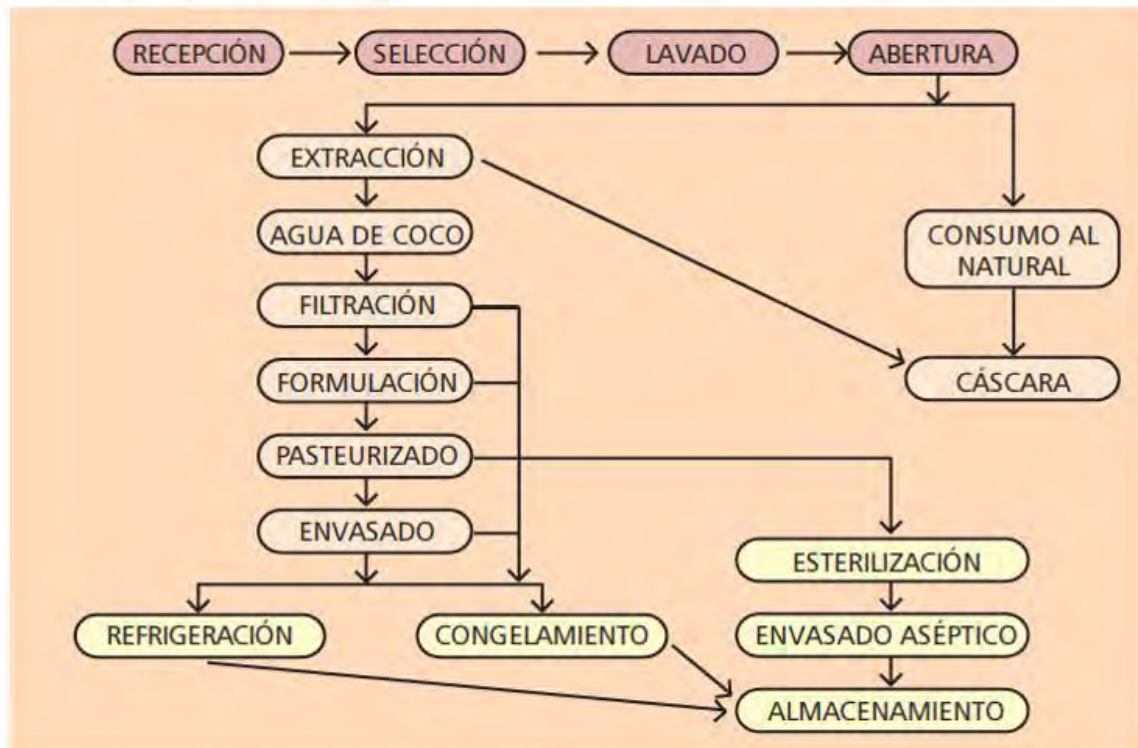 RECEPCIÓN
SELECCIÓN
LAVADO
ABERTURA
EXTRACCIÓN
AGUA DE COCO
CONSUMO AL
NATURAL
FILTRACIÓN
FORMULACIÓN
CÁSCARA
PASTEURIZADO
ENVASADO
ESTERILIZACIÓN
REFRIGERACIÓN
CONGELAMIENTO
ENVASADO ASÉPTICO
ALMACENAMIENTO